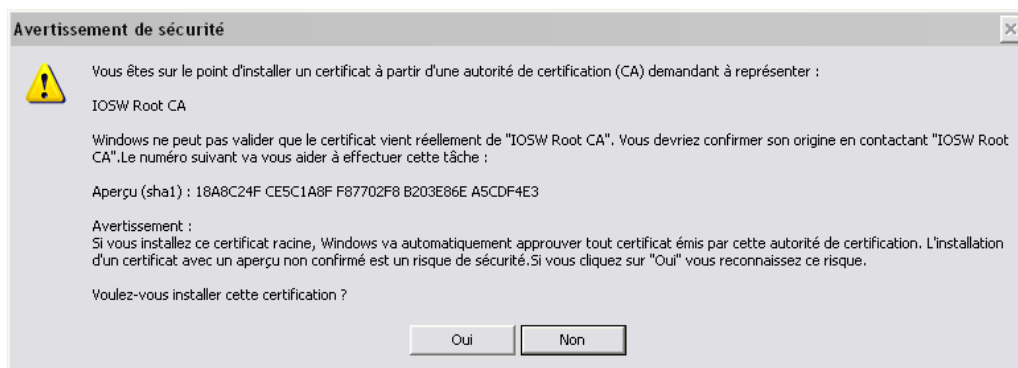 Avertissement de sécurité
Vous êtes sur le point d'installer un certificat à partir d'une autorité de certification (CA) demandant à représenter :
IOSW Root CA
Windows ne peut pas valider que le certificat vient réellement de "IOSW Root CA". Vous devriez confirmer son origine en contactant "IOSW Root
CA".Le numéro suivant va vous aider à effectuer cette tâche :
Aperçu (sha1) : 18A8C24F CE5C1A8F F87702F8 B203E86E A5CDF4E3
Avertissement :
Si vous installez ce certificat racine, Windows va automatiquement approuver tout certificat émis par cette autorité de certification. L'installation
d'un certificat avec un aperçu non confirmé est un risque de sécurité.Si vous cliquez sur "Oui" vous reconnaissez ce risque.
Voulez-vous installer cette certification ?
Oui Non